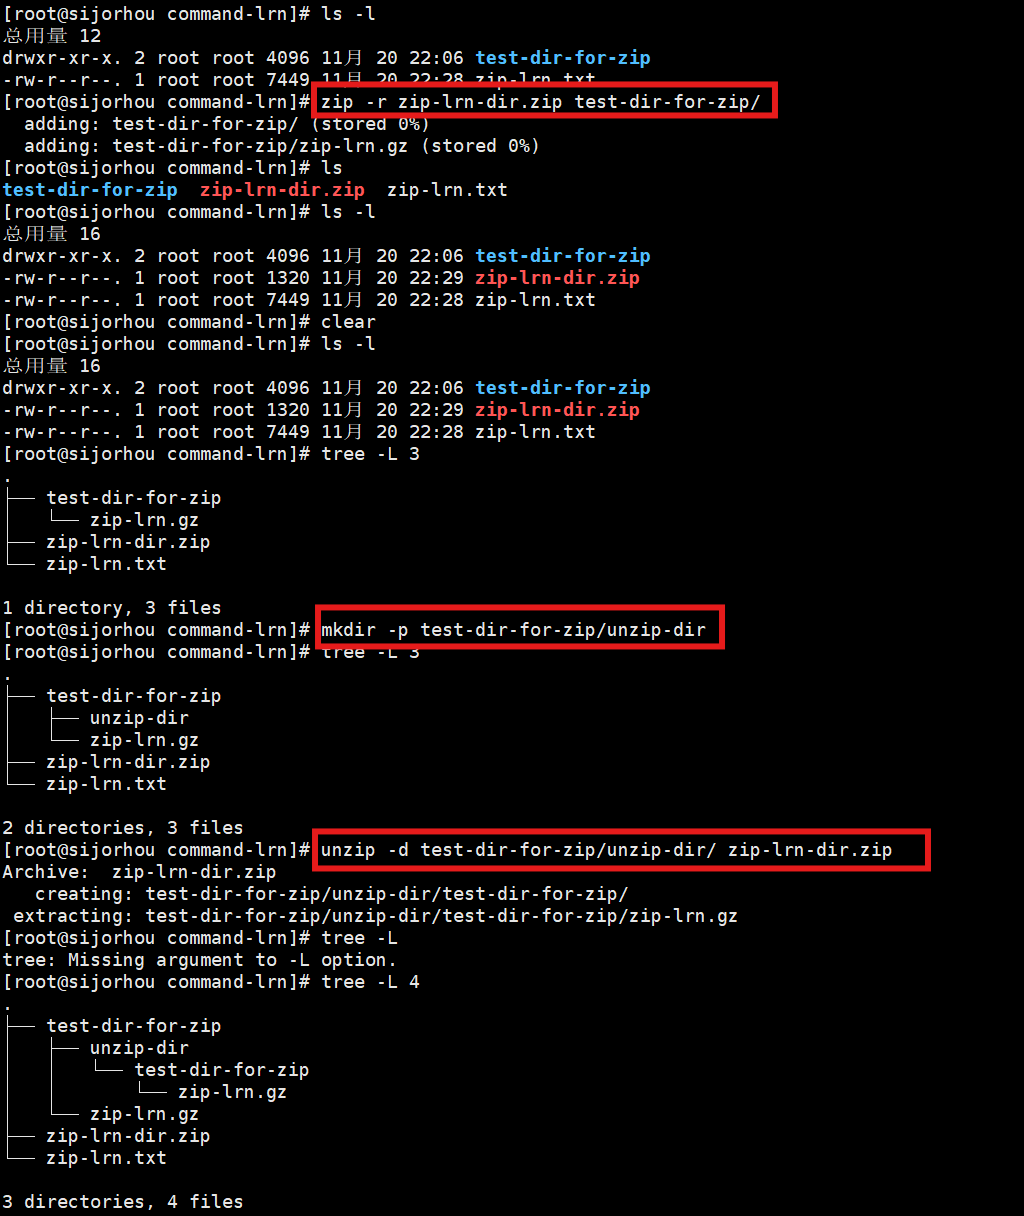 [root@sijorhou command-lrn]# ls -l
总用量 12
drwxr-xr-x. 2 root root 4096 11月 20 22:06 test-dir-for-zip
-rw-r--r--. 1 root root 7449 11月 20 22:28 zip-lrn.txt
[root@sijorhou command-lrn]# zip -r zip-lrn-dir.zip test-dir-for-zip/
  adding: test-dir-for-zip/ (stored 0%)
  adding: test-dir-for-zip/zip-lrn.gz (stored 0%)
[root@sijorhou command-lrn]# ls
test-dir-for-zip  zip-lrn-dir.zip  zip-lrn.txt
[root@sijorhou command-lrn]# ls -l
总用量 16
drwxr-xr-x. 2 root root 4096 11月 20 22:06 test-dir-for-zip
-rw-r--r--. 1 root root 1320 11月 20 22:29 zip-lrn-dir.zip
-rw-r--r--. 1 root root 7449 11月 20 22:28 zip-lrn.txt
[root@sijorhou command-lrn]# clear
[root@sijorhou command-lrn]# ls -l
总用量 16
drwxr-xr-x. 2 root root 4096 11月 20 22:06 test-dir-for-zip
-rw-r--r--. 1 root root 1320 11月 20 22:29 zip-lrn-dir.zip
-rw-r--r--. 1 root root 7449 11月 20 22:28 zip-lrn.txt
[root@sijorhou command-lrn]# tree -L 3
.
├── test-dir-for-zip
│   └── zip-lrn.gz
├── zip-lrn-dir.zip
└── zip-lrn.txt

1 directory, 3 files
[root@sijorhou command-lrn]# mkdir -p test-dir-for-zip/unzip-dir
[root@sijorhou command-lrn]# tree -L 3
.
├── test-dir-for-zip
│   ├── unzip-dir
│   └── zip-lrn.gz
├── zip-lrn-dir.zip
└── zip-lrn.txt

2 directories, 3 files
[root@sijorhou command-lrn]# unzip -d test-dir-for-zip/unzip-dir/ zip-lrn-dir.zip
Archive:  zip-lrn-dir.zip
   creating: test-dir-for-zip/unzip-dir/test-dir-for-zip/
 extracting: test-dir-for-zip/unzip-dir/test-dir-for-zip/zip-lrn.gz
[root@sijorhou command-lrn]# tree -L
tree: Missing argument to -L option.
[root@sijorhou command-lrn]# tree -L 4
.
├── test-dir-for-zip
│   ├── unzip-dir
│   │   └── test-dir-for-zip
│   │       └── zip-lrn.gz
│   └── zip-lrn.gz
├── zip-lrn-dir.zip
└── zip-lrn.txt

3 directories, 4 files